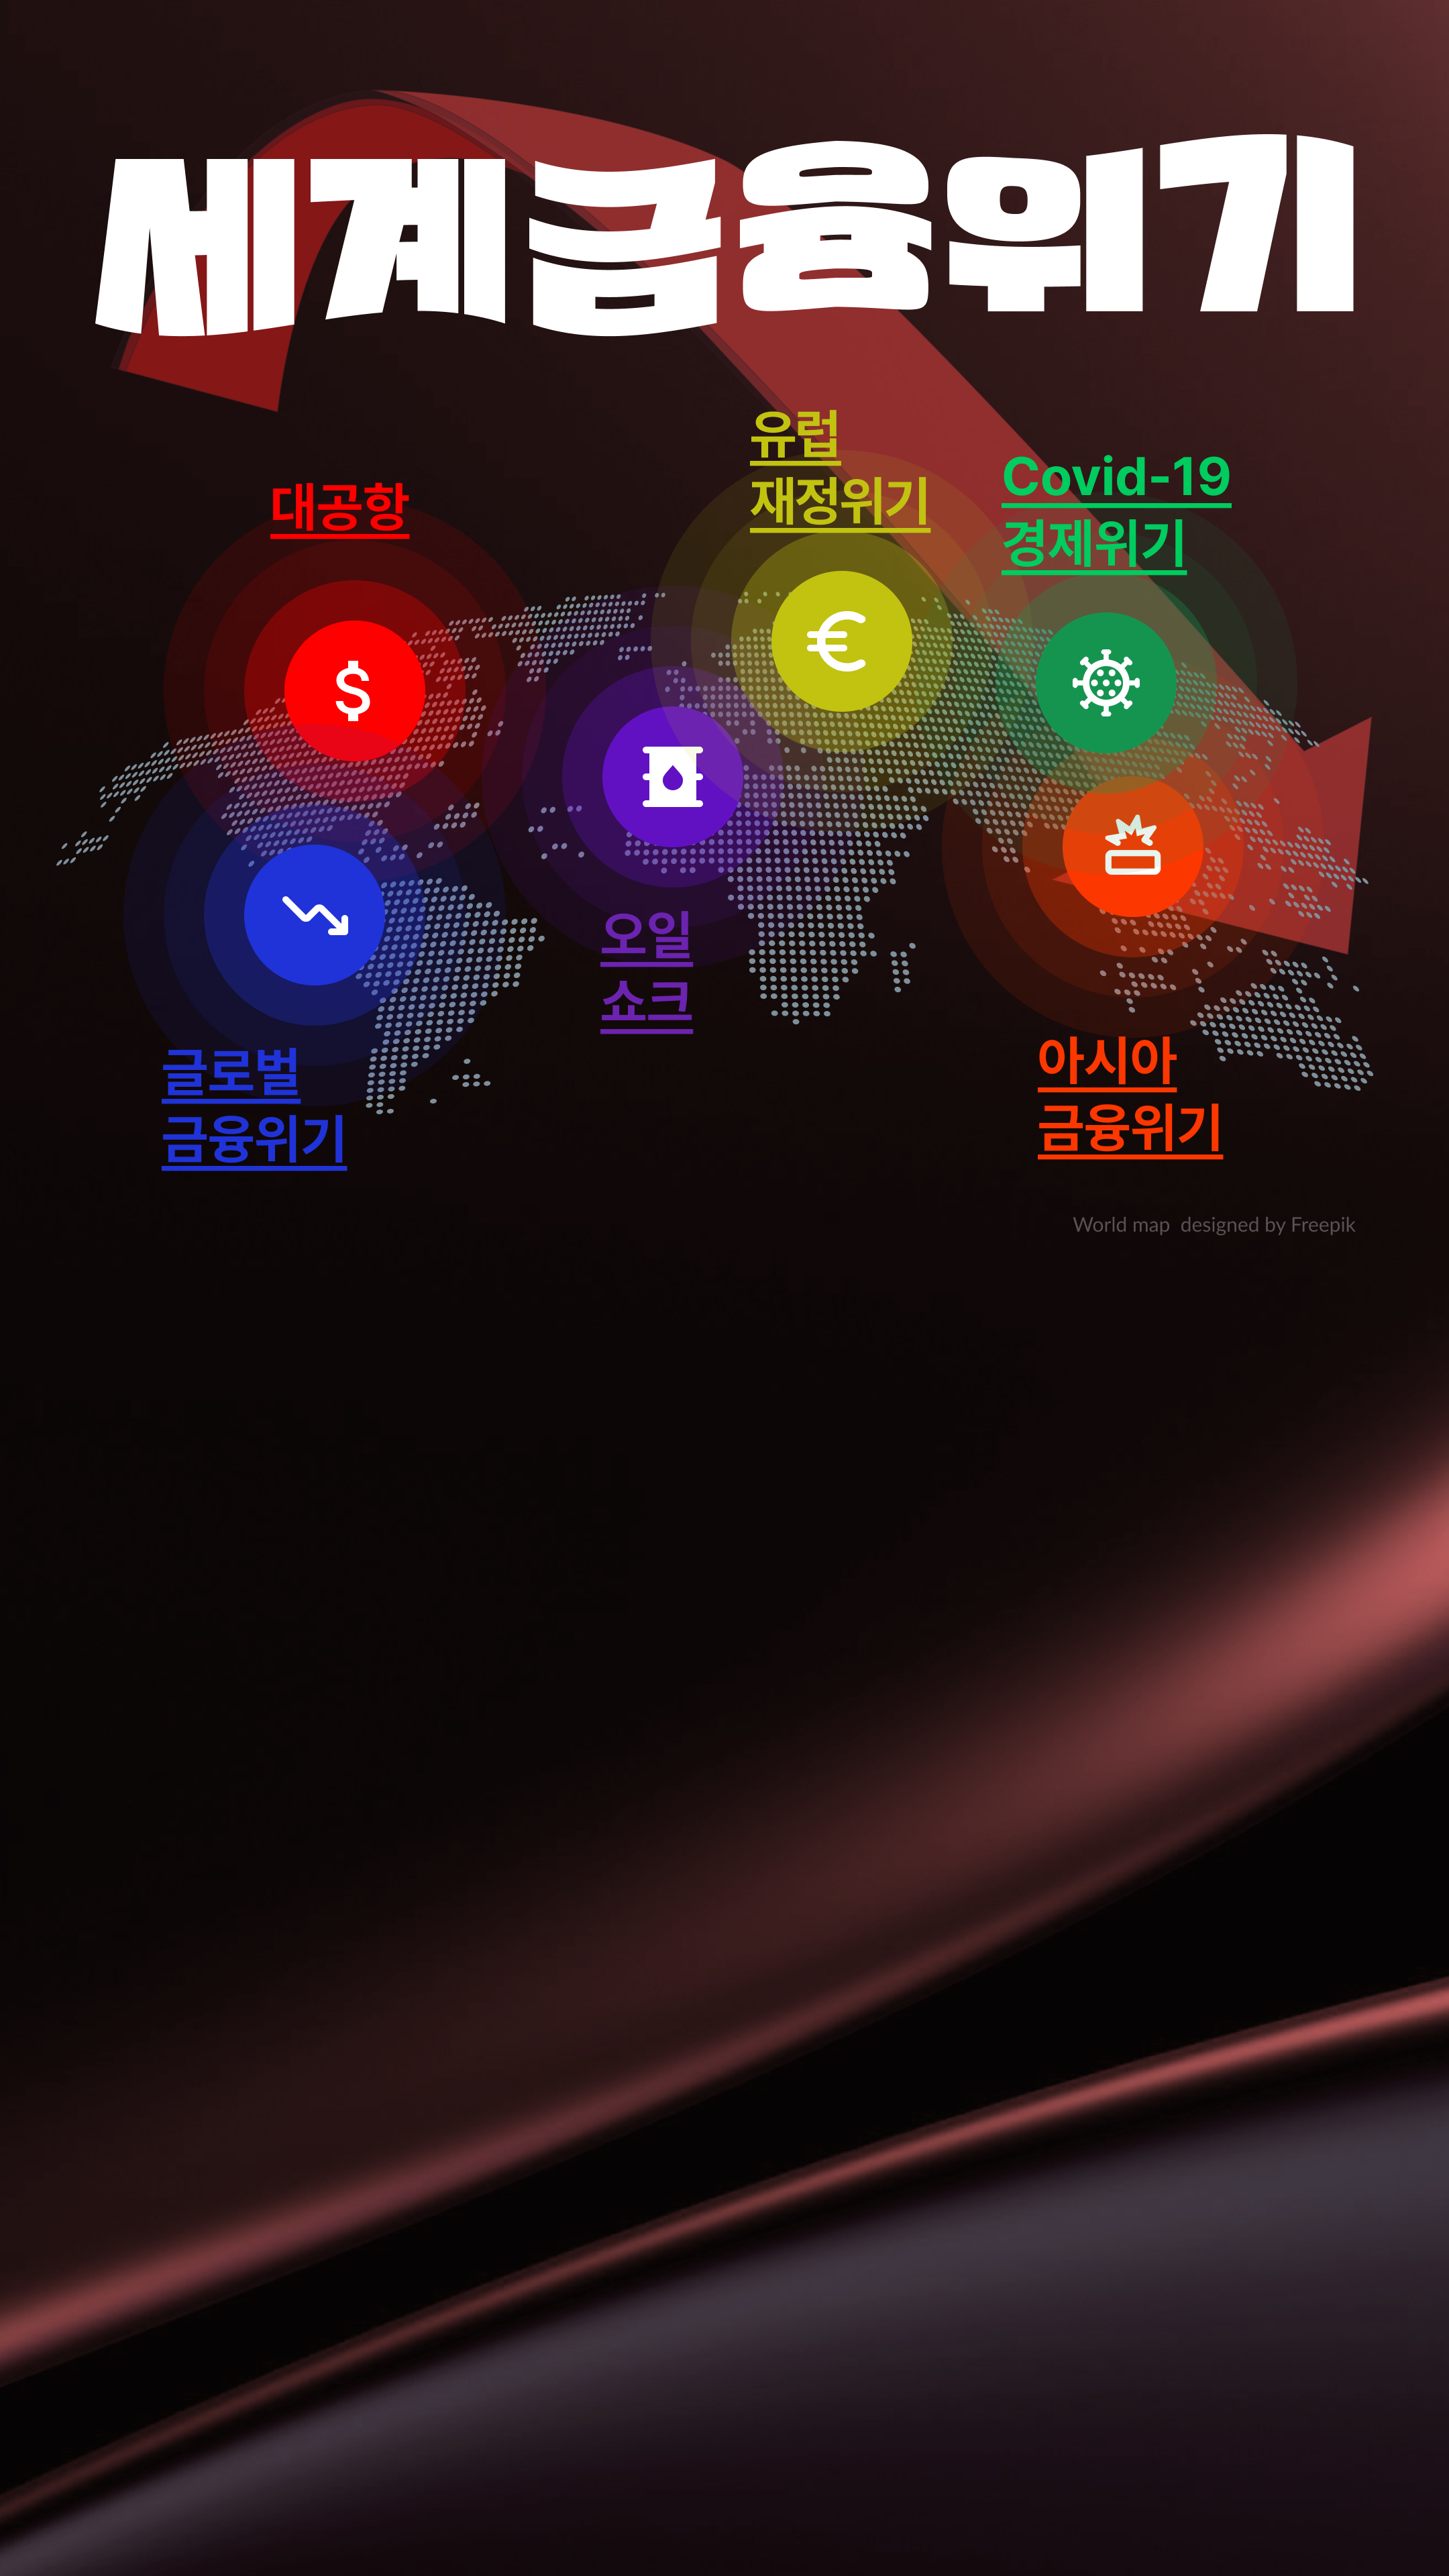 세계금융위기
유럽
재정위기
Covid-19
경제위기
대공항
오일
쇼크
글로벌
금융위기
아시아
금융위기
World map designed by Freepik